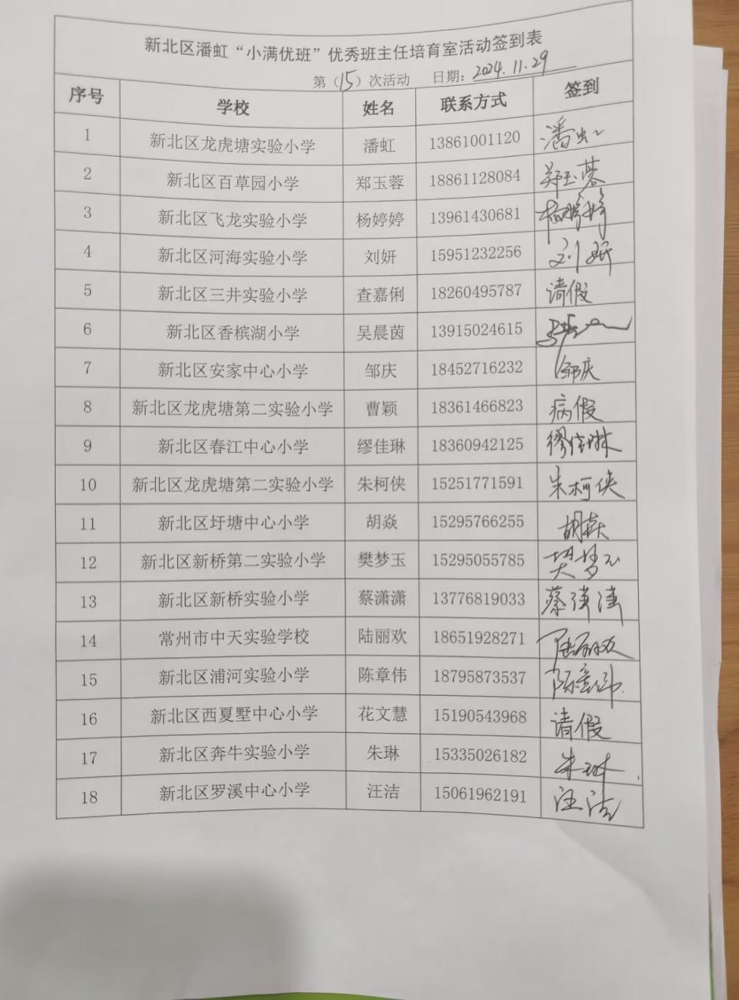 新北区潘虹“小满优班”优秀班主任培育室活动签到表
第（15）次活动 日期：2024.11.29
序号 学校 姓名 联系方式 签到
1 新北区龙虎塘实验小学 潘虹 13861001120 潘虹
2 新北区百草园小学 郑玉蓉 18861128084 郑玉蓉
3 新北区飞龙实验小学 杨婷婷 13961430681 杨婷婷
4 新北区河海实验小学 刘妍 15951232256 刘妍
5 新北区三井实验小学 查嘉俐 18260495787 请假
6 新北区香槟湖小学 吴晨茵 13915024615
7 新北区安家中心小学 邹庆 18452716232 邹庆
8 新北区龙虎塘第二实验小学 曹颖 18361466823 病假
9 新北区春江中心小学 缪佳琳 18360942125 缪佳琳
10 新北区龙虎塘第二实验小学 朱柯侠 15251771591 朱柯侠
11 新北区圩塘中心小学 胡焱 15295766255 胡焱
12 新北区新桥第二实验小学 樊梦玉 15295055785 樊梦玉
13 新北区新桥实验小学 蔡潇潇 13776819033 蔡潇潇
14 常州市中天实验学校 陆丽欢 18651928271 陆丽欢
15 新北区浦河实验小学 陈章伟 18795873537 陈章伟
16 新北区西夏墅中心小学 花文慧 15190543968 请假
17 新北区奔牛实验小学 朱琳 15335026182 朱琳
18 新北区罗溪中心小学 汪洁 15061962191 汪洁